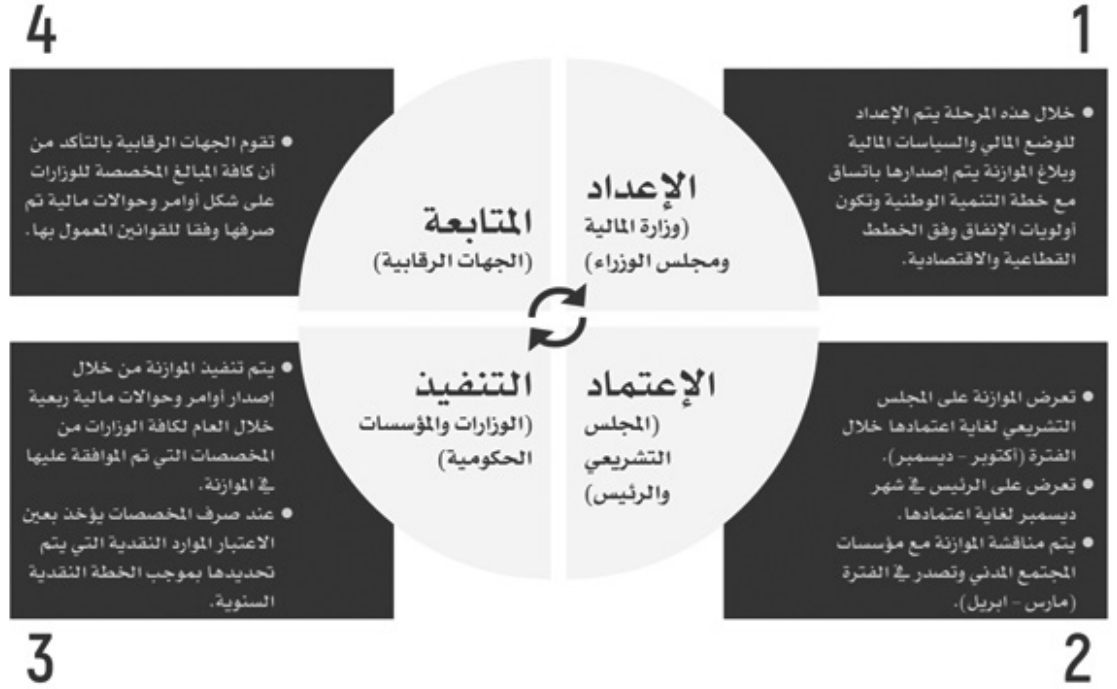 1
● خلال هذه المرحلة يتم الإعداد
للوضع المالي والسياسات المالية
وبلاغ الموازنة يتم إصدارها باتساق
مع خطة التنمية الوطنية وتكون
أولويات الإنفاق وفق الخطط
القطاعية والاقتصادية.
الإعداد
(وزارة المالية
ومجلس الوزراء)
2
● تعرض الموازنة على المجلس
التشريعي لغاية اعتمادها خلال
الفترة (أكتوبر – ديسمبر).
● تعرض على الرئيس في شهر
ديسمبر لغاية اعتمادها.
● يتم مناقشة الموازنة مع مؤسسات
المجتمع المدني وتصدر في الفترة
(مارس – ابريل).
الإعتماد
(المجلس
التشريعي
والرئيس)
3
● يتم تنفيذ الموازنة من خلال
إصدار أوامر وحوالات مالية ربعية
خلال العام لكافة الوزارات من
المخصصات التي تم الموافقة عليها
في الموازنة.
● عند صرف المخصصات يؤخذ بعين
الاعتبار الموارد النقدية التي يتم
تحديدها بموجب الخطة النقدية
السنوية.
التنفيذ
(الوزارات والمؤسسات
الحكومية)
4
● تقوم الجهات الرقابية بالتأكد من
أن كافة المبالغ المخصصة للوزارات
على شكل أوامر وحوالات مالية تم
صرفها وفقا للقوانين المعمول بها.
المتابعة
(الجهات الرقابية)